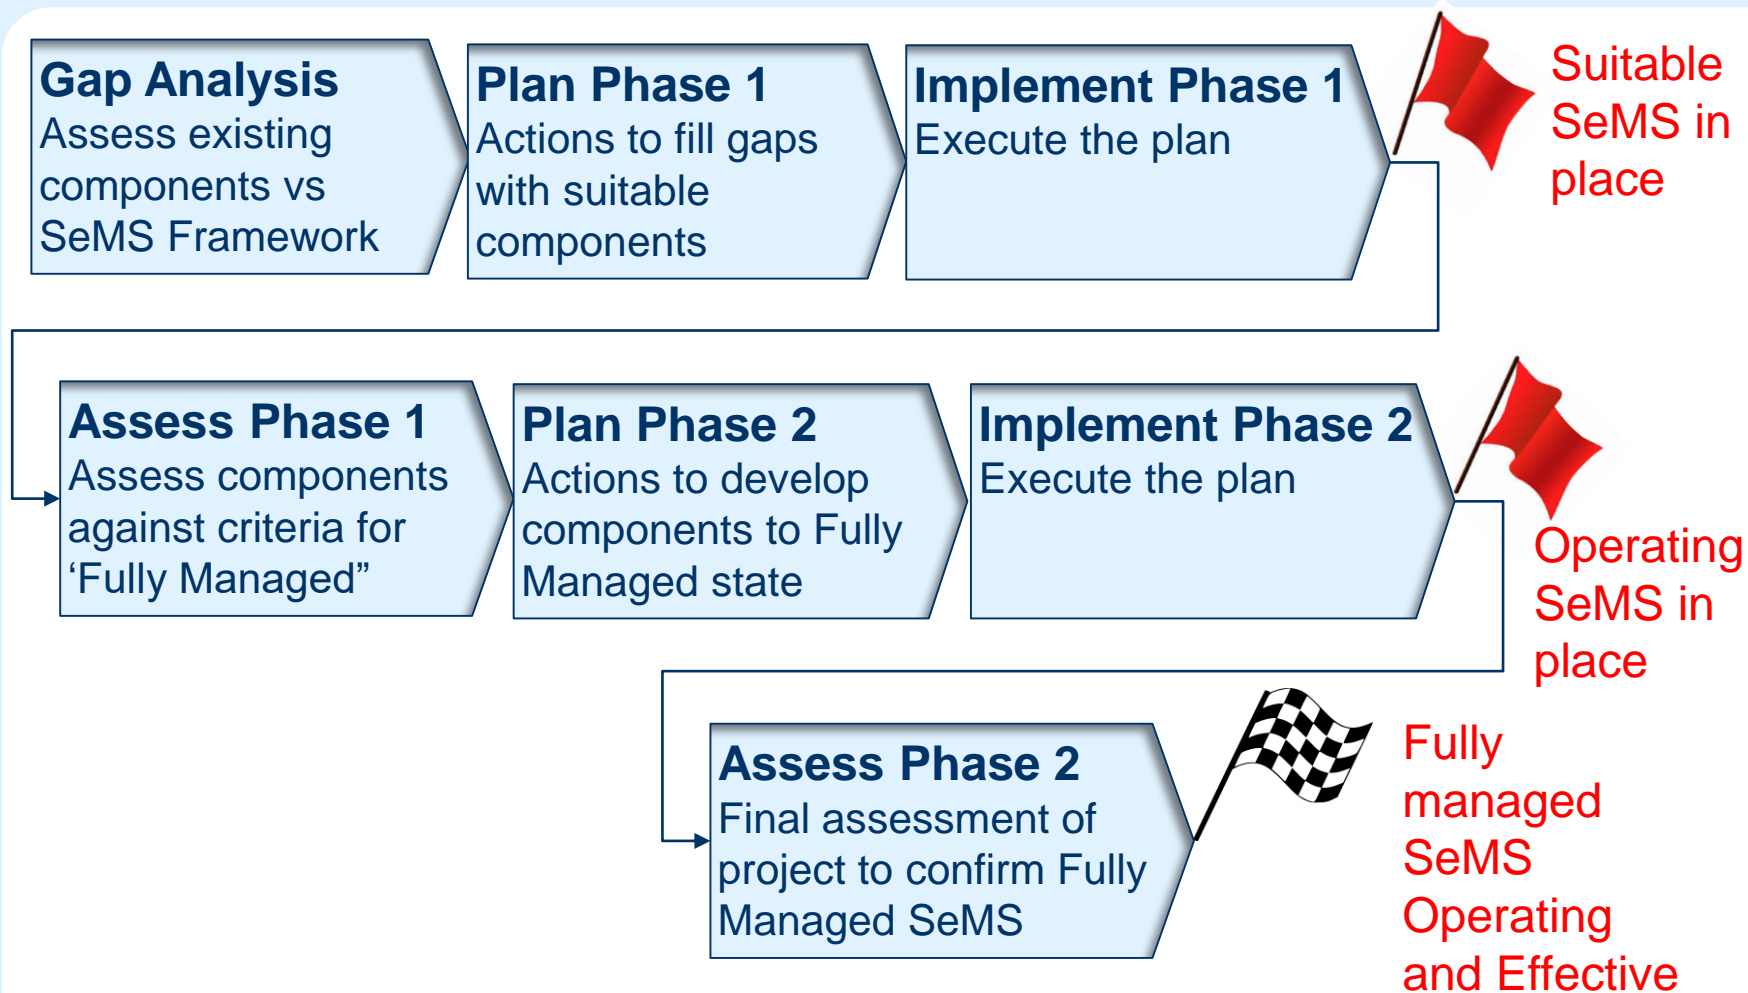 Gap Analysis
Assess existing
components vs
SeMS Framework
Plan Phase 1
Actions to fill gaps
with suitable
components
Implement Phase 1
Execute the plan
Suitable
SeMS in
place
Assess Phase 1
Assess components
against criteria for
‘Fully Managed”
Plan Phase 2
Actions to develop
components to Fully
Managed state
Implement Phase 2
Execute the plan
Operating
SeMS in
place
Assess Phase 2
Final assessment of
project to confirm Fully
Managed SeMS
Fully
managed
SeMS
Operating
and Effective